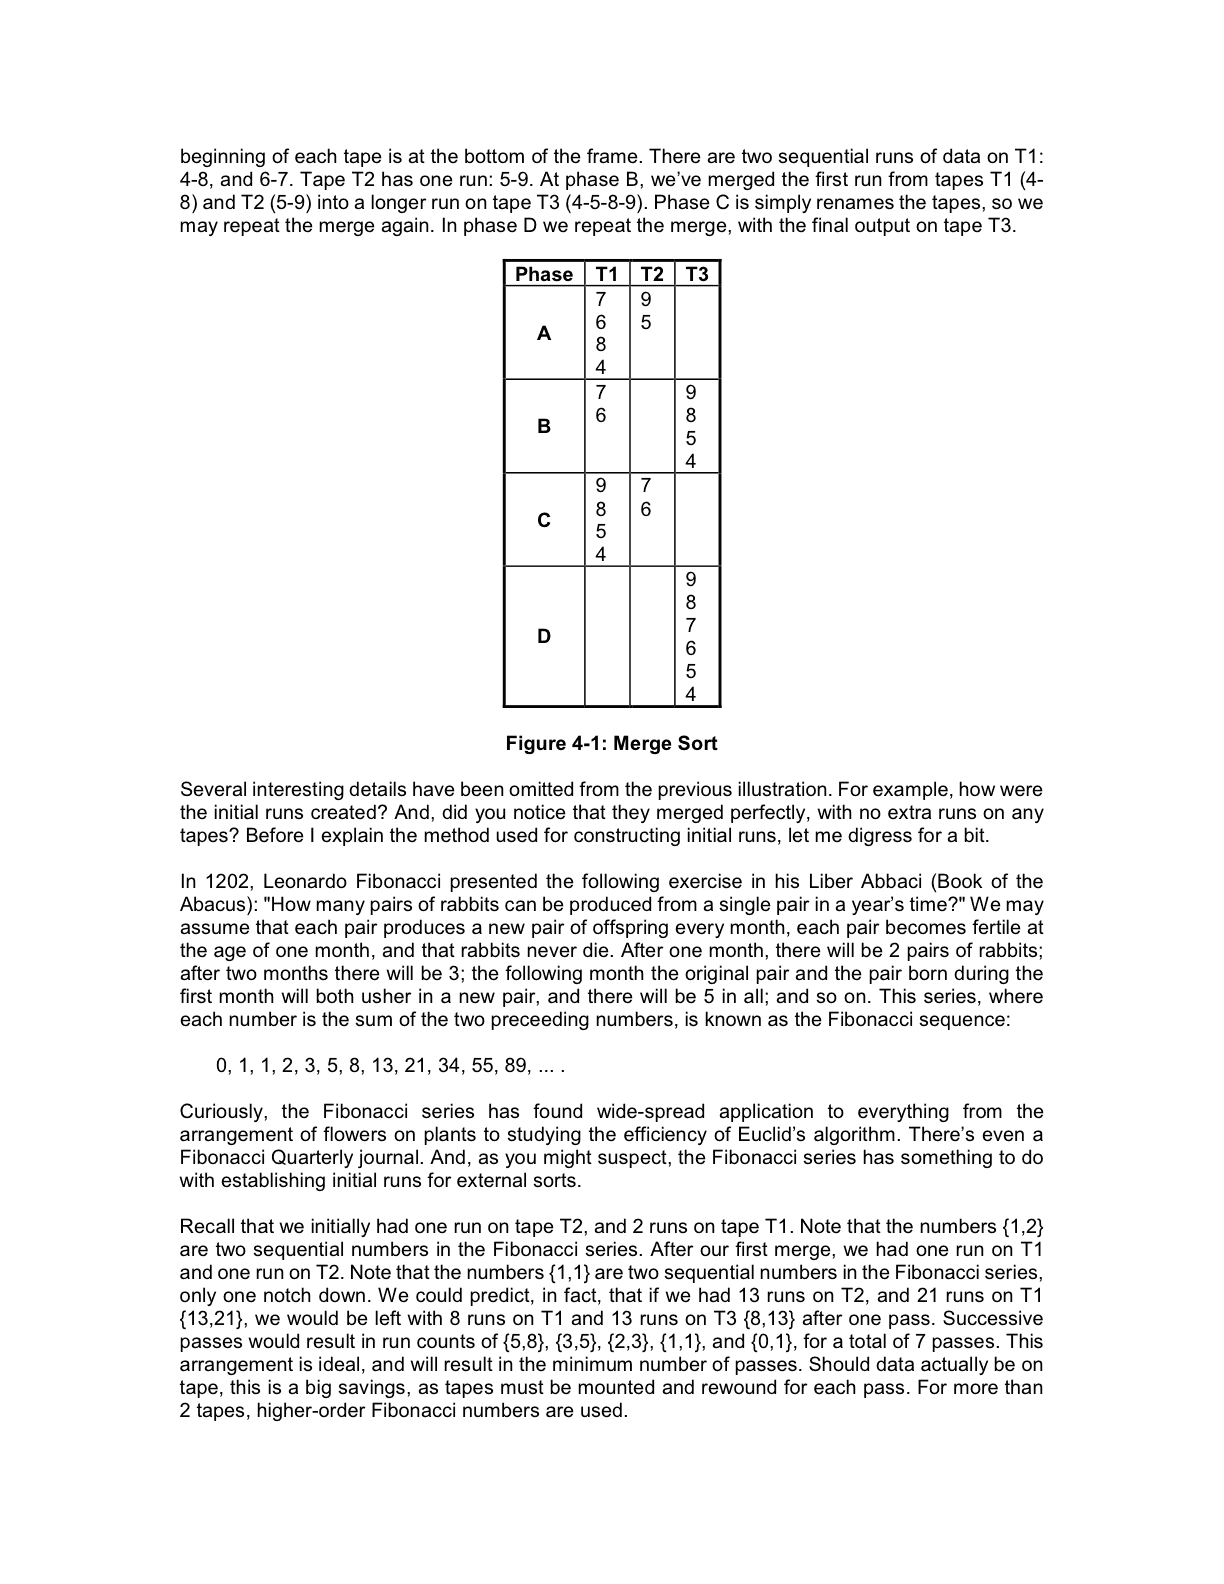 beginning of each tape is at the bottom of the frame. There are two sequential runs of data on T1:
4-8, and 6-7. Tape T2 has one run: 5-9. At phase B, we’ve merged the first run from tapes T1 (4-
8) and T2 (5-9) into a longer run on tape T3 (4-5-8-9). Phase C is simply renames the tapes, so we
may repeat the merge again. In phase D we repeat the merge, with the final output on tape T3.
Phase T1 T2 T3
A
7 9
6 5
8
4
B
7 9
6 8
5
4
C
9 7
8 6
5
4
D
9
8
7
6
5
4
Figure 4-1: Merge Sort
Several interesting details have been omitted from the previous illustration. For example, how were
the initial runs created? And, did you notice that they merged perfectly, with no extra runs on any
tapes? Before I explain the method used for constructing initial runs, let me digress for a bit.
In 1202, Leonardo Fibonacci presented the following exercise in his Liber Abbaci (Book of the
Abacus): "How many pairs of rabbits can be produced from a single pair in a year’s time?" We may
assume that each pair produces a new pair of offspring every month, each pair becomes fertile at
the age of one month, and that rabbits never die. After one month, there will be 2 pairs of rabbits;
after two months there will be 3; the following month the original pair and the pair born during the
first month will both usher in a new pair, and there will be 5 in all; and so on. This series, where
each number is the sum of the two preceeding numbers, is known as the Fibonacci sequence:
0, 1, 1, 2, 3, 5, 8, 13, 21, 34, 55, 89, ... .
Curiously, the Fibonacci series has found wide-spread application to everything from the
arrangement of flowers on plants to studying the efficiency of Euclid’s algorithm. There’s even a
Fibonacci Quarterly journal. And, as you might suspect, the Fibonacci series has something to do
with establishing initial runs for external sorts.
Recall that we initially had one run on tape T2, and 2 runs on tape T1. Note that the numbers {1,2}
are two sequential numbers in the Fibonacci series. After our first merge, we had one run on T1
and one run on T2. Note that the numbers {1,1} are two sequential numbers in the Fibonacci series,
only one notch down. We could predict, in fact, that if we had 13 runs on T2, and 21 runs on T1
{13,21}, we would be left with 8 runs on T1 and 13 runs on T3 {8,13} after one pass. Successive
passes would result in run counts of {5,8}, {3,5}, {2,3}, {1,1}, and {0,1}, for a total of 7 passes. This
arrangement is ideal, and will result in the minimum number of passes. Should data actually be on
tape, this is a big savings, as tapes must be mounted and rewound for each pass. For more than
2 tapes, higher-order Fibonacci numbers are used.